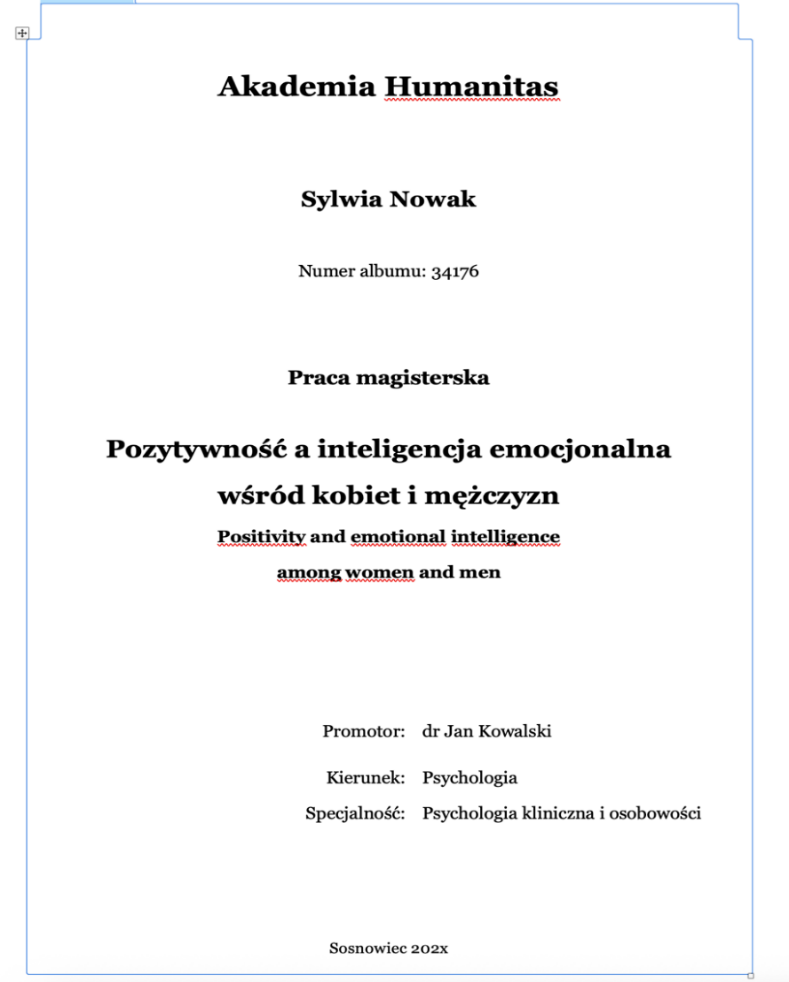 Akademia Humanitas
Sylwia Nowak
Numer albumu: 34176
Praca magisterska
Pozytywność a inteligencja emocjonalna
wśród kobiet i mężczyzn
Positivity and emotional intelligence
among women and men
Promotor: dr Jan Kowalski
Kierunek: Psychologia
Specjalność: Psychologia kliniczna i osobowości
Sosnowiec 202x